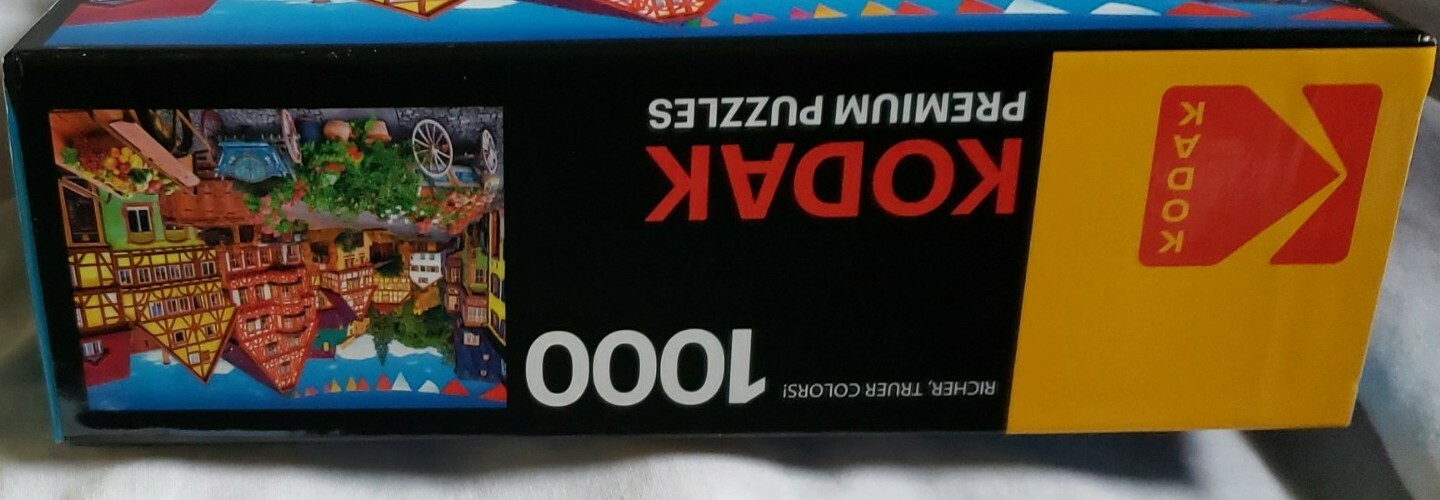 KODAK
PREMIUM PUZZLES
KODAK
RICHER, TRUER COLORS!
1000